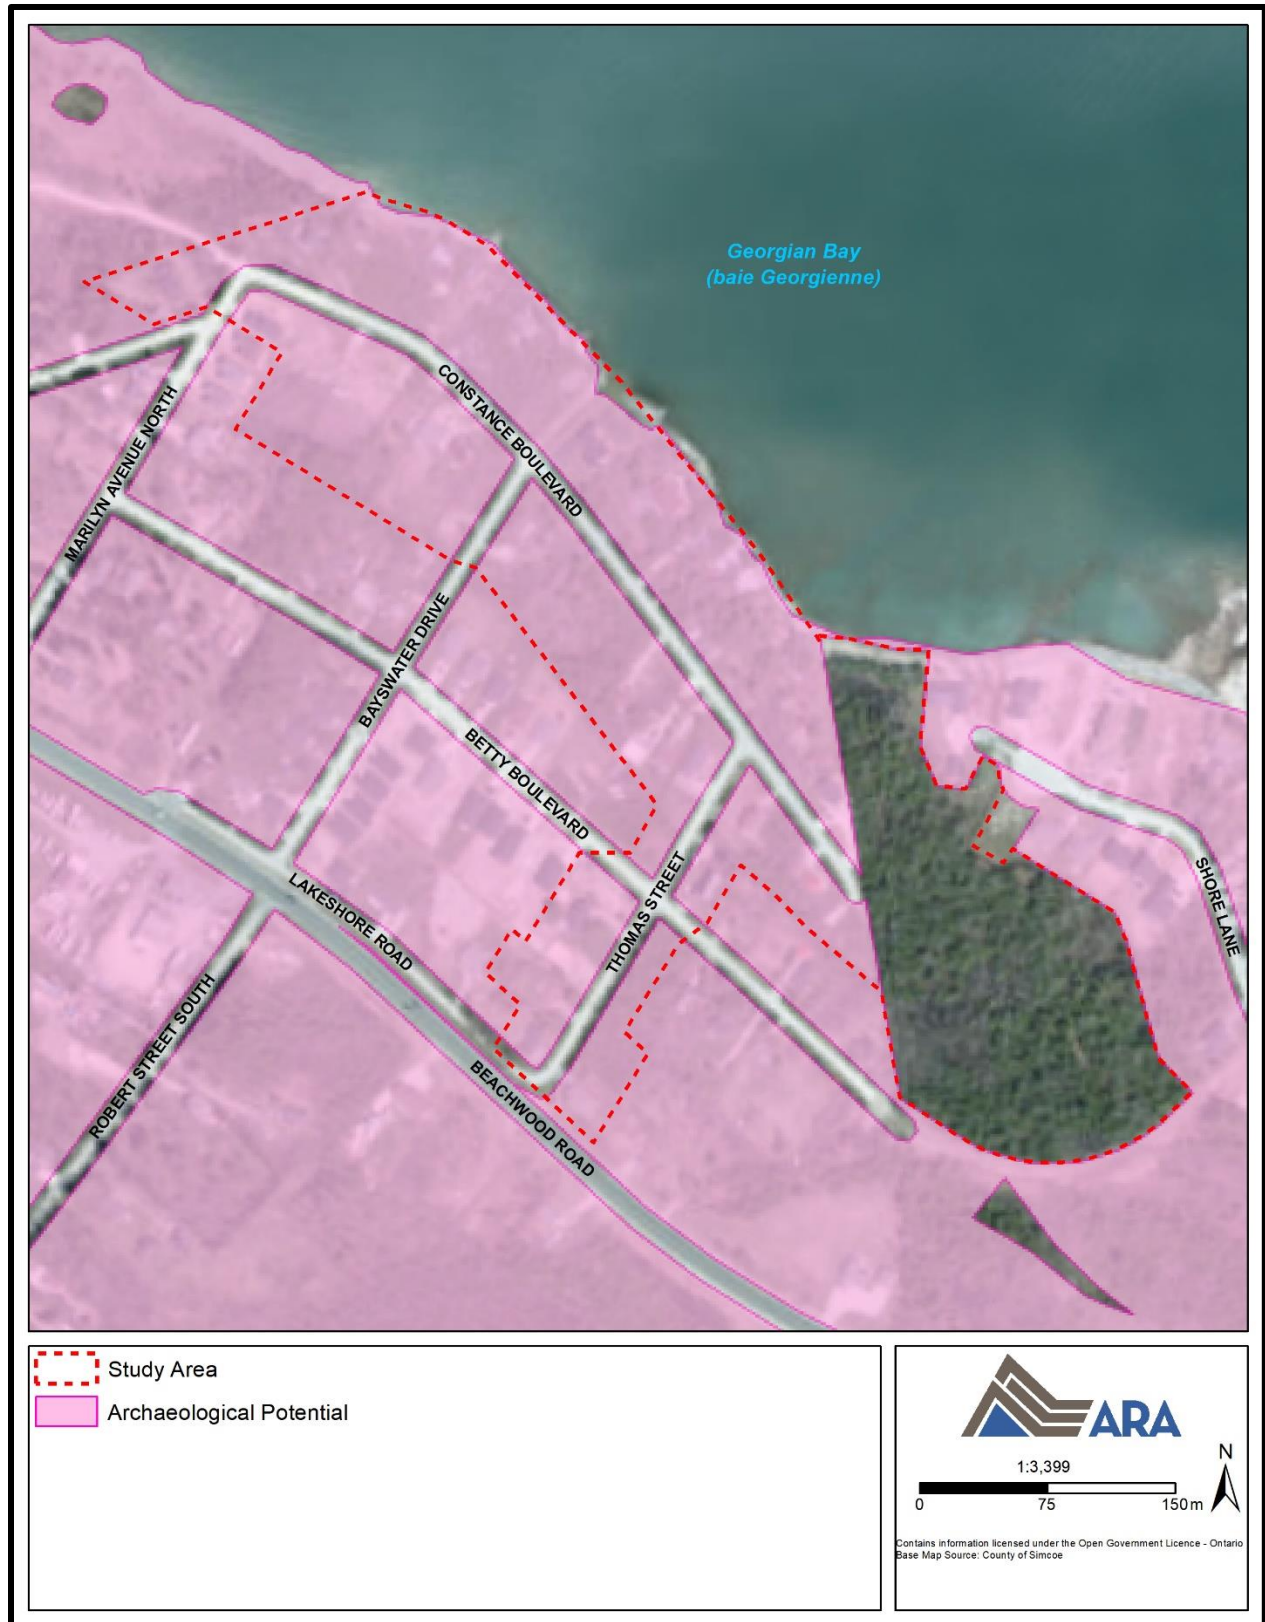 Georgian Bay
(baie Georgienne)
CONSTANCE BOULEVARD
MARILYN AVENUE NORTH
BAYSWATER DRIVE
BETTY BOULEVARD
THOMAS STREET
SHORE LANE
LAKESHORE ROAD
ROBERT STREET SOUTH
BEACHWOOD ROAD
Study Area
Archaeological Potential
ARA
1:3,399
N
0 75 150 m
Contains information licensed under the Open Government Licence - Ontario
Base Map Source: County of Simcoe